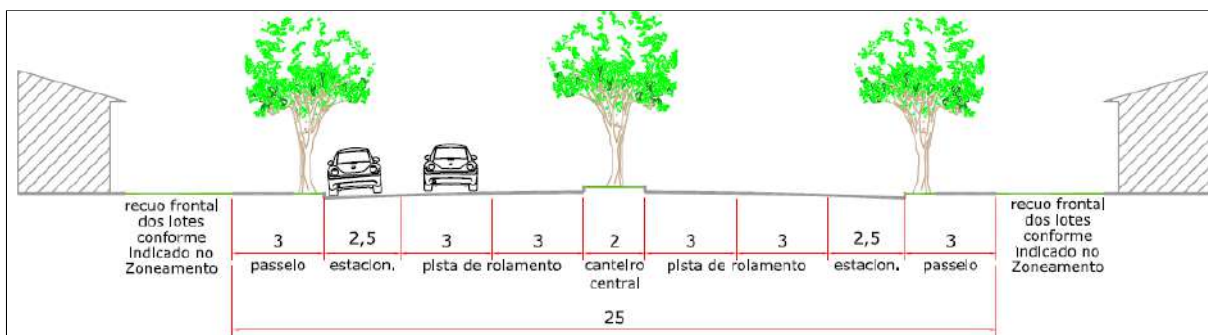 recuo frontal
dos lotes
conforme
indicado no
Zoneamento
3
2,5
3
3
2
3
3
2,5
3
passeio
estacion.
pista de rolamento
canteiro
central
pista de rolamento
estacion.
passeio
recuo frontal
dos lotes
conforme
indicado no
Zoneamento
25